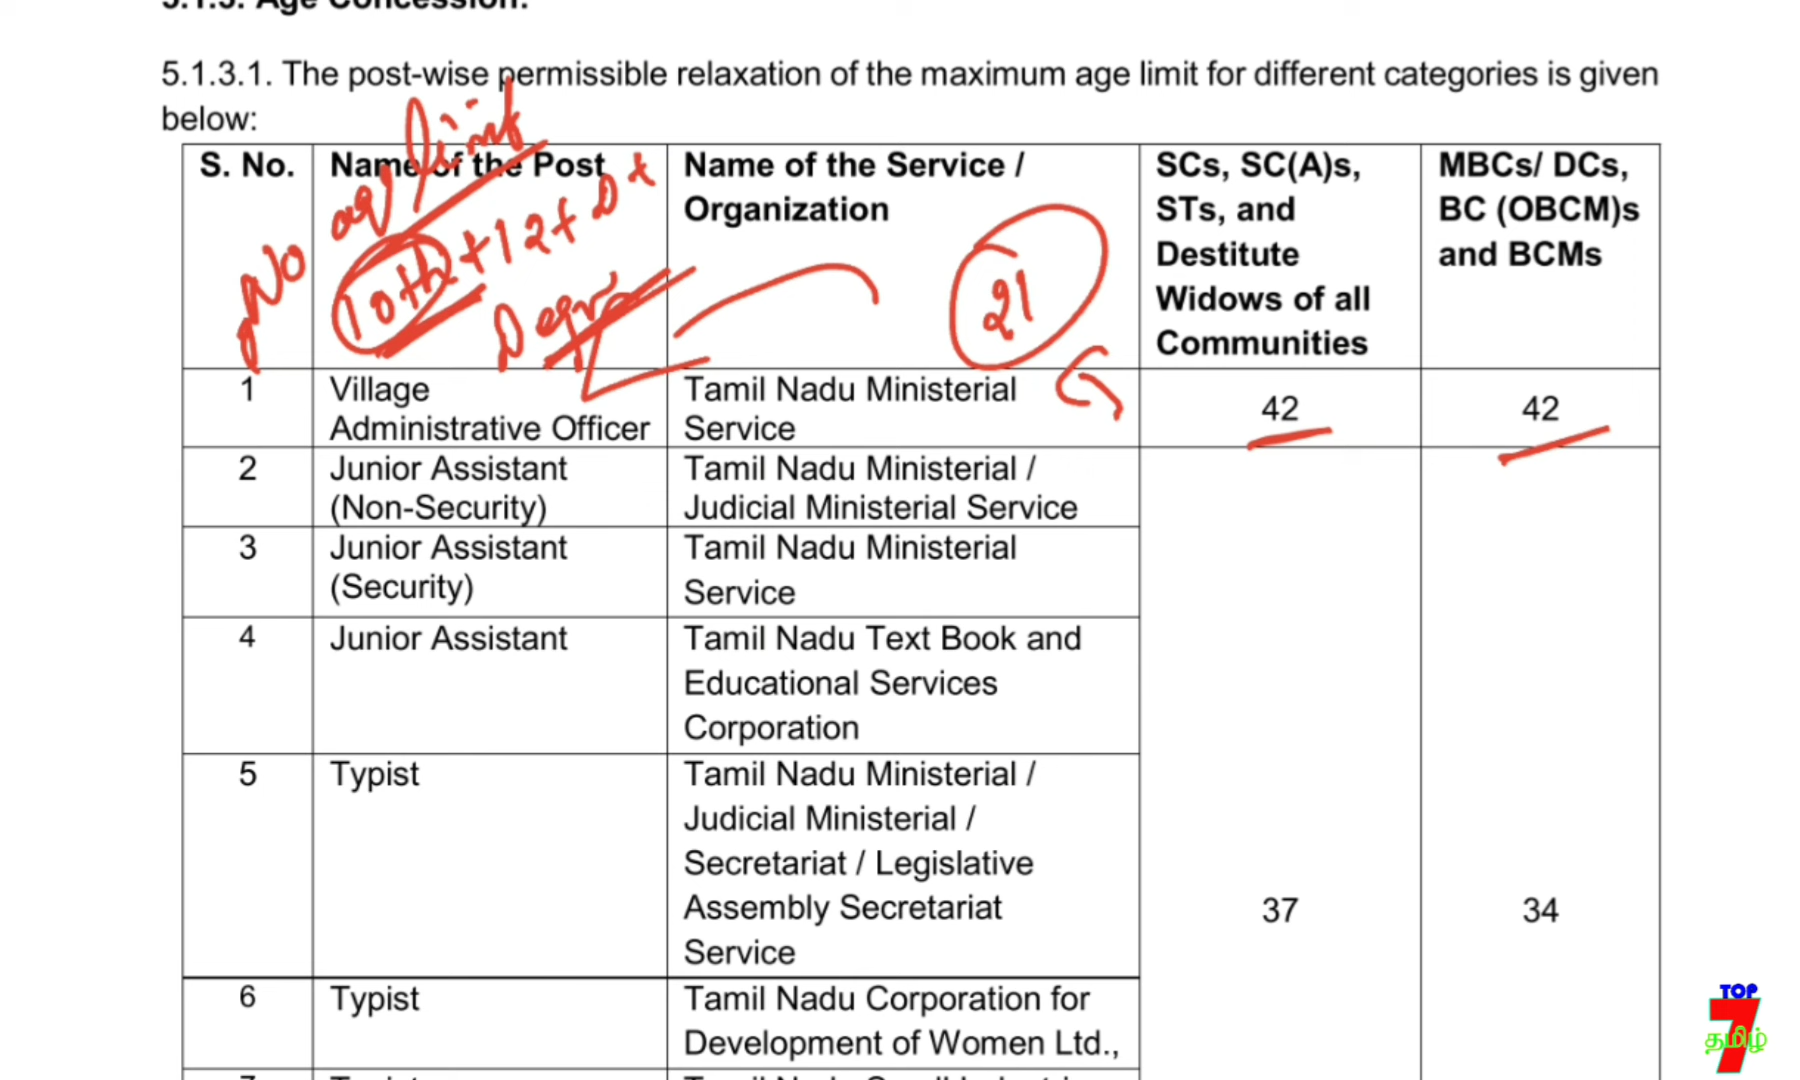 5.1.3. Age Concession:
5.1.3.1. The post-wise permissible relaxation of the maximum age limit for different categories is given
below:
S. No.
Name of the Post
Name of the Service /
Organization
SCs, SC(A)s,
STs, and
Destitute
Widows of all
Communities
MBCs/ DCs,
BC (OBCM)s
and BCMs
No age limit
10th +12+D+
Degree
21
1
Village
Administrative Officer
Tamil Nadu Ministerial
Service
42
42
2
Junior Assistant
(Non-Security)
Tamil Nadu Ministerial /
Judicial Ministerial Service
3
Junior Assistant
(Security)
Tamil Nadu Ministerial
Service
4
Junior Assistant
Tamil Nadu Text Book and
Educational Services
Corporation
5
Typist
Tamil Nadu Ministerial /
Judicial Ministerial /
Secretariat / Legislative
Assembly Secretariat
Service
37
34
6
Typist
Tamil Nadu Corporation for
Development of Women Ltd.,
TOP
7
தமிழ்